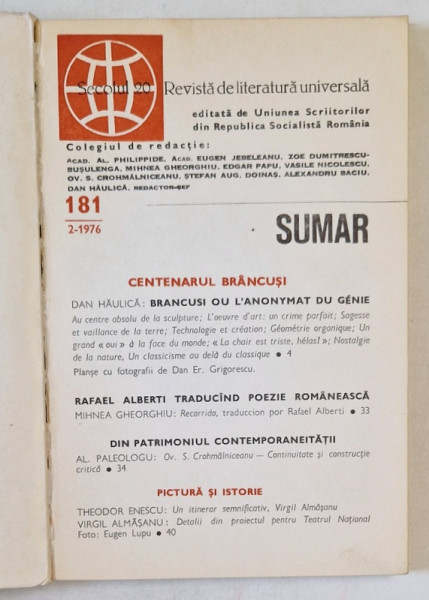 Secolul 20 Revistă de literatură universală
editată de Uniunea Scriitorilor
din Republica Socialistă România
Colegiul de redacție:
ACAD. AL. PHILIPPIDE, ACAD. EUGEN JEBELEANU, ZOE DUMITRESCU-
BUȘULENGA, MIHNEA GHEORGHIU, EDGAR PAPU, VASILE NICOLESCU,
OV. S. CROHMĂLNICEANU, ȘTEFAN AUG. DOINAȘ, ALEXANDRU BACIU,
DAN HĂULICĂ, REDACTOR-ȘEF
181
2-1976
SUMAR
CENTENARUL BRÂNCUȘI
DAN HĂULICĂ: BRANCUSI OU L'ANONYMAT DU GÉNIE
Au centre absolu de la sculpture; L'œuvre d'art: un crime parfait; Sagesse
et vaillance de la terre; Technologie et création; Géométrie organique; Un
grand «oui» à la face du monde; «La chair est triste, hélas!»; Nostalgie
de la nature, Un classicisme au delà du classique ● 4
Planșe cu fotografii de Dan Er. Grigorescu.
RAFAEL ALBERTI TRADUCÎND POEZIE ROMÂNEASCĂ
MIHNEA GHEORGHIU: Recorrido, traduccion por Rafael Alberti ● 33
DIN PATRIMONIUL CONTEMPORANEITĂȚII
AL. PALEOLOGU: Ov. S. Crohmălniceanu — Continuitate și construcție
critică ● 34
PICTURĂ ȘI ISTORIE
THEODOR ENESCU: Un itinerar semnificativ, Virgil Almășanu
VIRGIL ALMĂȘANU: Detalii din proiectul pentru Teatrul Național
Foto: Eugen Lupu ● 40